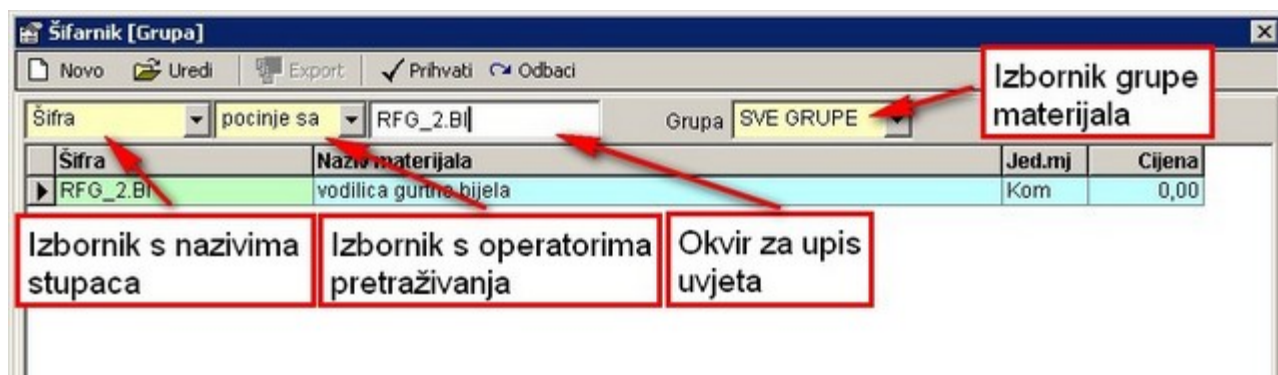 Šifarnik [Grupa]
Novo Uredi Export Prihvati Odbaci
Izbornik grupe
materijala
Šifra pocinje sa RFG_2.BI Grupa SVE GRUPE
Šifra Naziv materijala Jed.mj Cijena
RFG_2.BI vodilica gurtne bijela Kom 0,00
Izbornik s nazivima
stupaca
Izbornik s operatorima
pretraživanja
Okvir za upis
uvjeta